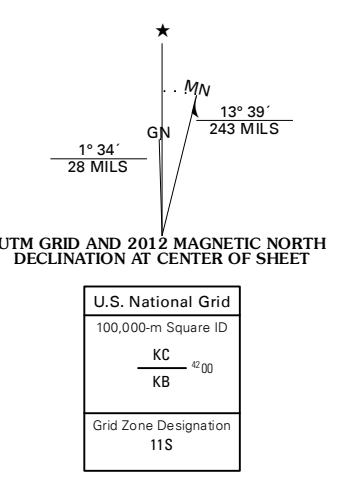 ★
MN
13° 39´
243 MILS
GN
1° 34´
28 MILS
UTM GRID AND 2012 MAGNETIC NORTH
DECLINATION AT CENTER OF SHEET
U.S. National Grid
100,000-m Square ID
KC
4200
KB
Grid Zone Designation
11S